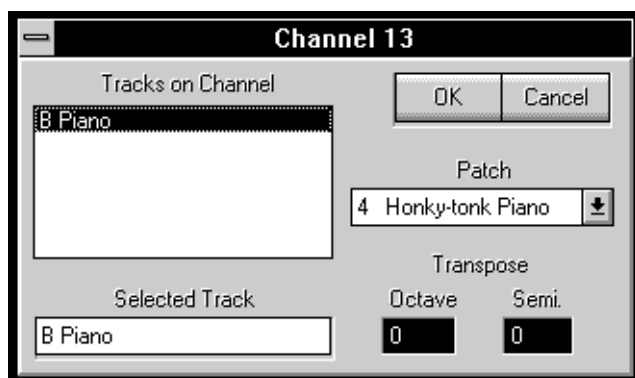 Channel 13
Tracks on Channel
B Piano
OK
Cancel
Patch
4 Honky-tonk Piano
Transpose
Octave
Semi.
0
0
Selected Track
B Piano